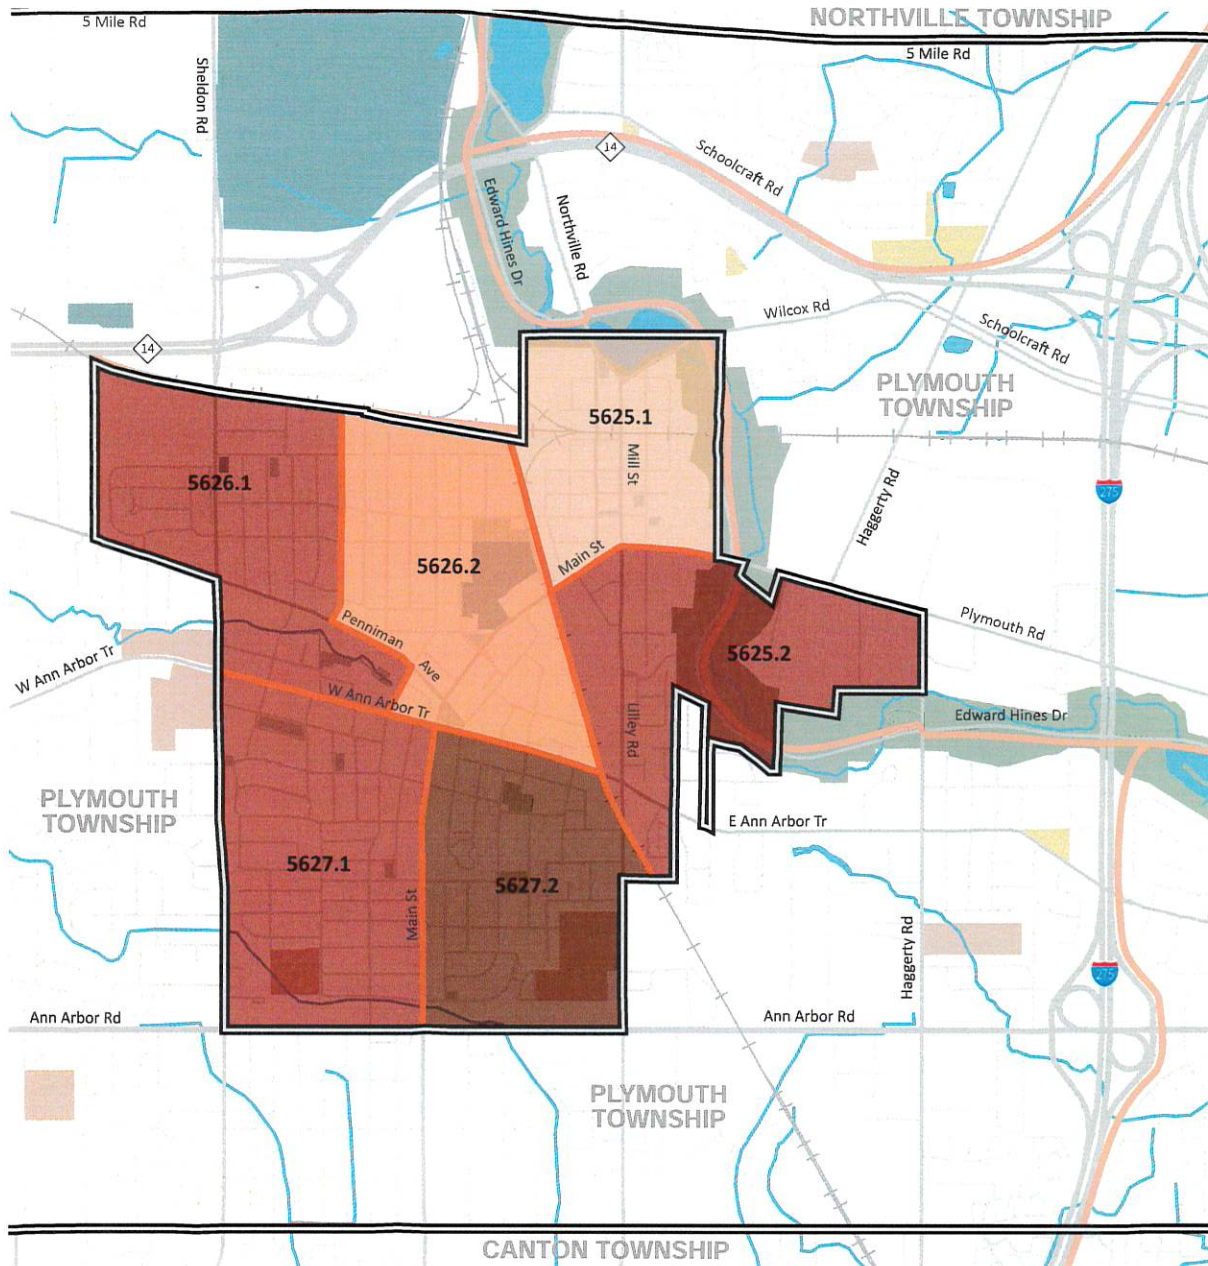 NORTHVILLE TOWNSHIP
5 Mile Rd
5 Mile Rd
Sheldon Rd
14
Schoolcraft Rd
Edward Hines Dr
Northville Rd
Wilcox Rd
Schoolcraft Rd
14
PLYMOUTH
TOWNSHIP
5625.1
Mill St
5626.1
Haggerty Rd
275
5626.2
Main St
Plymouth Rd
Penniman
Ave
W Ann Arbor Tr
5625.2
W Ann Arbor Tr
Lilley Rd
Edward Hines Dr
PLYMOUTH
TOWNSHIP
E Ann Arbor Tr
5627.1
5627.2
Main St
Haggerty Rd
275
Ann Arbor Rd
Ann Arbor Rd
PLYMOUTH
TOWNSHIP
CANTON TOWNSHIP